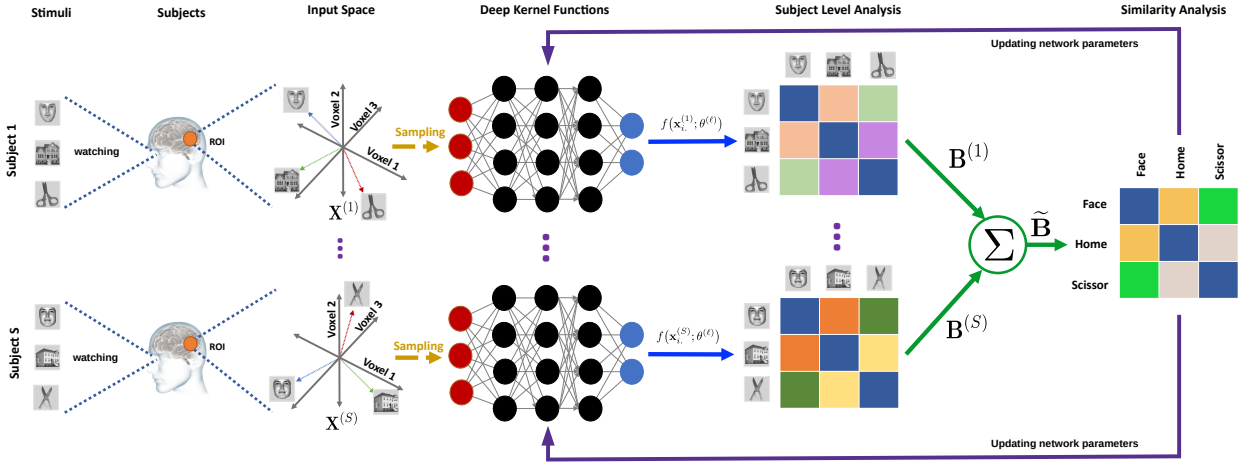 Stimuli Subjects Input Space Deep Kernel Functions Subject Level Analysis Similarity Analysis
Updating network parameters
Subject 1
watching
ROI
Voxel 2
Voxel 3
Voxel 1
X^(1)
Sampling
f(x_{i.}^{(1)}; θ^{(ℓ)})
B^(1)
∑
B̃
Face Home Scissor
Face
Home
Scissor
Subject S
watching
ROI
Voxel 2
Voxel 3
Voxel 1
X^(S)
Sampling
f(x_{i.}^{(S)}; θ^{(ℓ)})
B^(S)
Updating network parameters